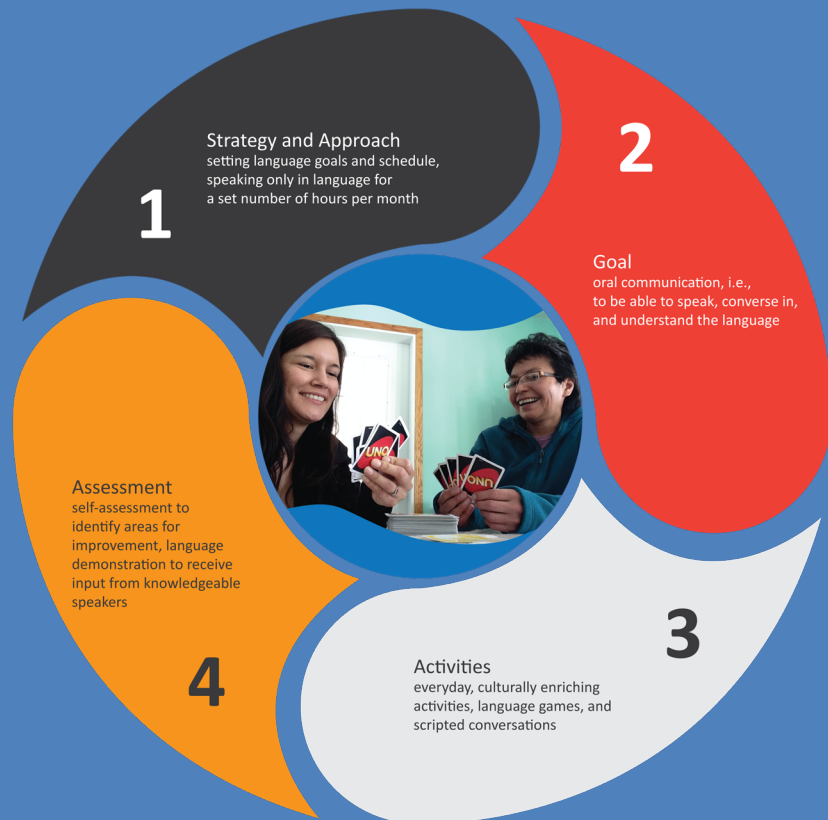 1
Strategy and Approach
setting language goals and schedule,
speaking only in language for
a set number of hours per month
2
Goal
oral communication, i.e.,
to be able to speak, converse in,
and understand the language
3
Activities
everyday, culturally enriching
activities, language games, and
scripted conversations
4
Assessment
self-assessment to
identify areas for
improvement, language
demonstration to receive
input from knowledgeable
speakers
UNO
UNO